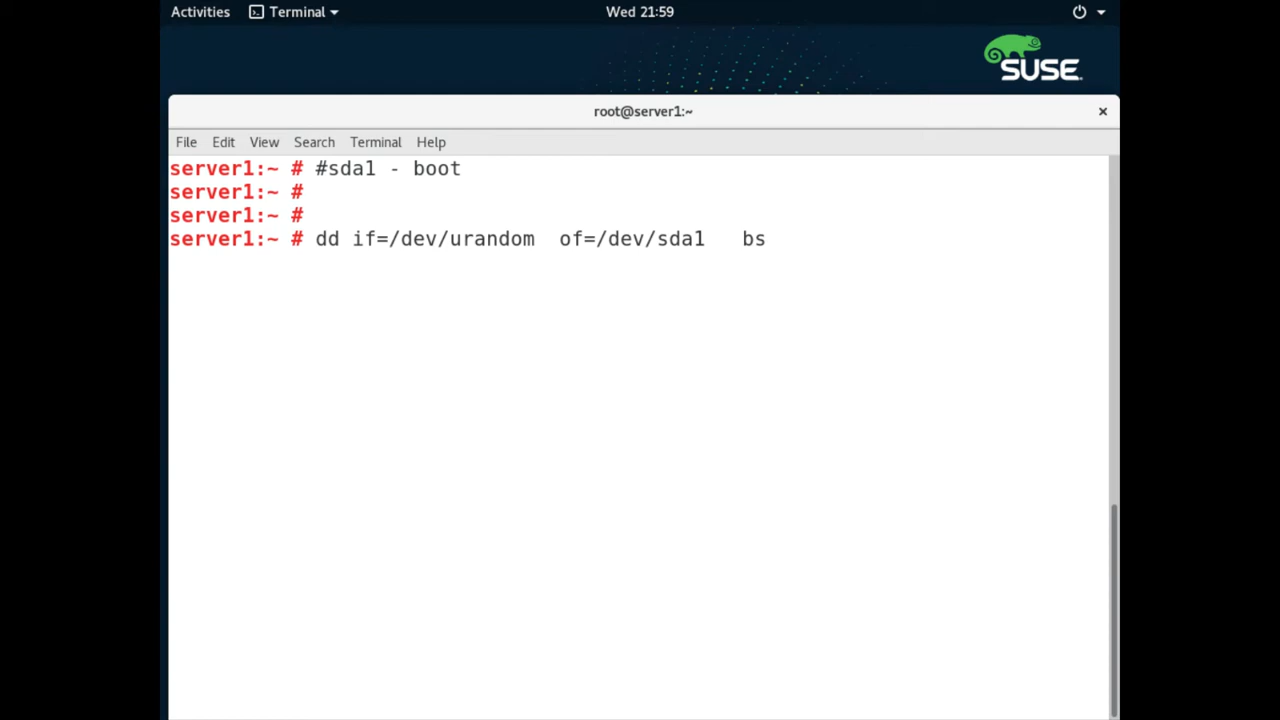 Activities Terminal Wed 21:59
SUSE
root@server1:~
File Edit View Search Terminal Help
server1:~ # #sda1 - boot
server1:~ #
server1:~ #
server1:~ # dd if=/dev/urandom  of=/dev/sda1   bs